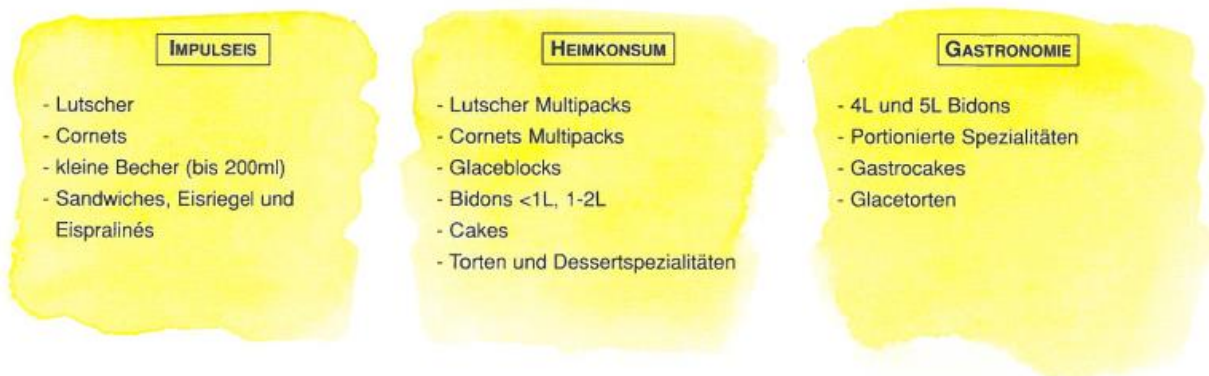 IMPULSEIS
- Lutscher
- Cornets
- kleine Becher (bis 200ml)
- Sandwiches, Eisriegel und
Eispralinés
HEIMKONSUM
- Lutscher Multipacks
- Cornets Multipacks
- Glaceblocks
- Bidons <1L, 1-2L
- Cakes
- Torten und Dessertspezialitäten
GASTRONOMIE
- 4L und 5L Bidons
- Portionierte Spezialitäten
- Gastrocakes
- Glacetorten